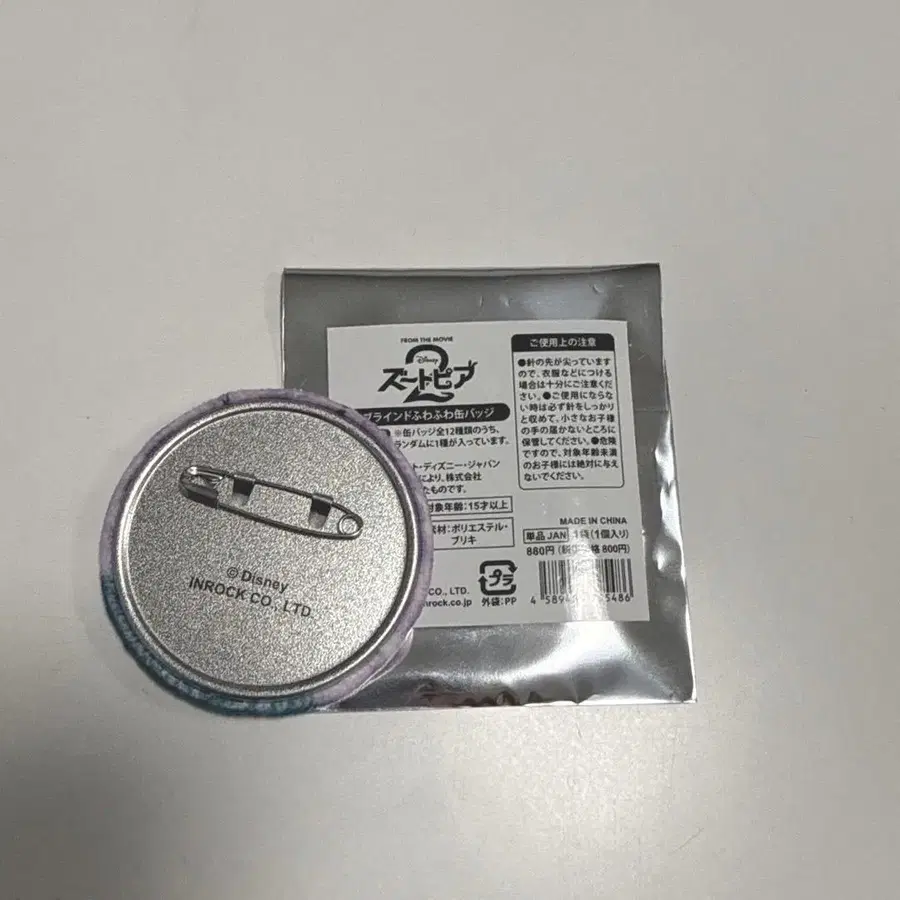 FROM THE MOVIE
Disney
ズートピア
2
ブラインドふわふわ缶バッジ
※缶バッジ全12種類のうち、
ランダムに1種が入っています。
ト・ディズニー・ジャパン
により、株式会社
たものです。
対象年齢:15才以上
素材:ポリエステル・
ブリキ
CO., LTD.
nrock.co.jp
プラ
外袋:PP
ご使用上の注意
●針の先が尖っています
ので、衣服などにつける
場合は十分にご注意くださ
い。●ご使用にならな
い時は必ず針をしっかり
と収めて、小さなお子様
の手の届かないところに
保管してください。●危険
ですので、対象年齢未満
のお子様には絶対に与え
ないでください。
MADE IN CHINA
単品 JAN 1袋(1個入り)
880円 格 800円)
5486
© Disney
INROCK CO., LTD.